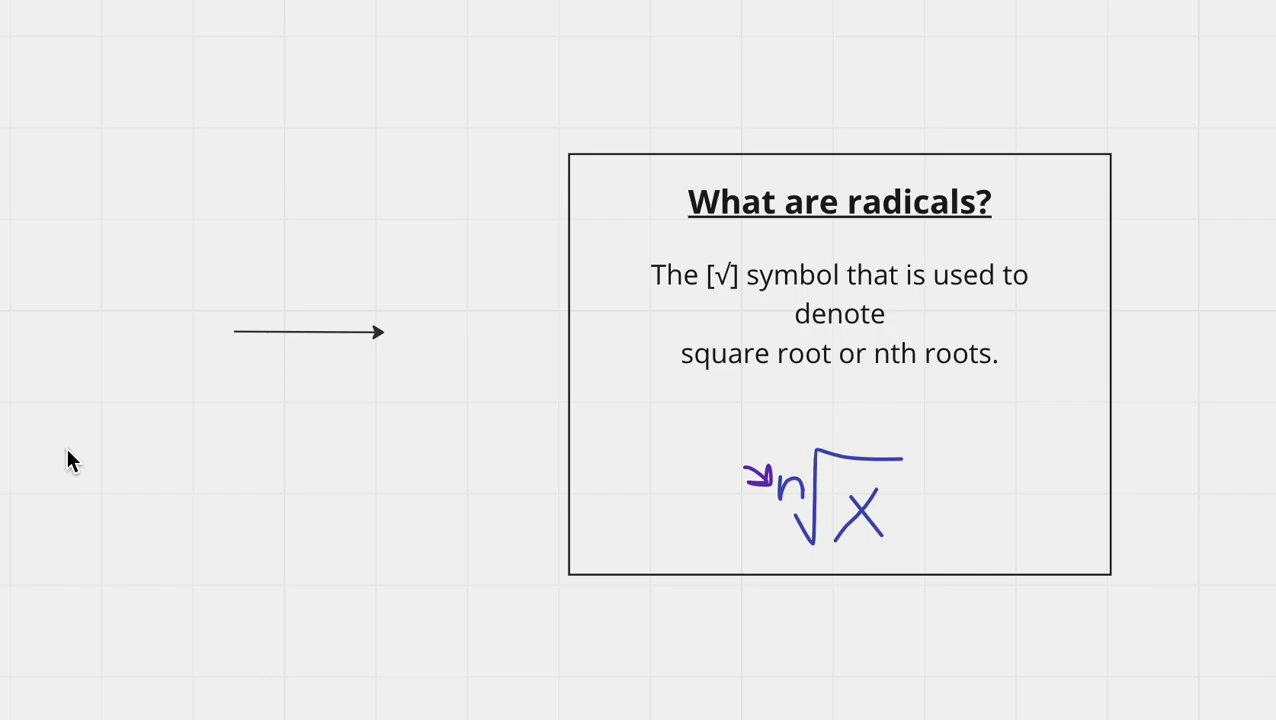 What are radicals?
The [√] symbol that is used to
denote
square root or nth roots.
n√x